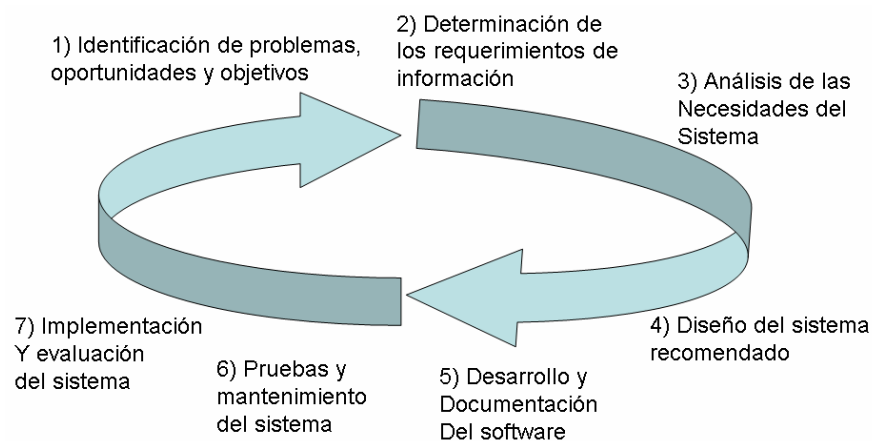 1) Identificación de problemas,
oportunidades y objetivos
2) Determinación de
los requerimientos de
información
3) Análisis de las
Necesidades del
Sistema
4) Diseño del sistema
recomendado
5) Desarrollo y
Documentación
Del software
6) Pruebas y
mantenimiento
del sistema
7) Implementación
Y evaluación
del sistema